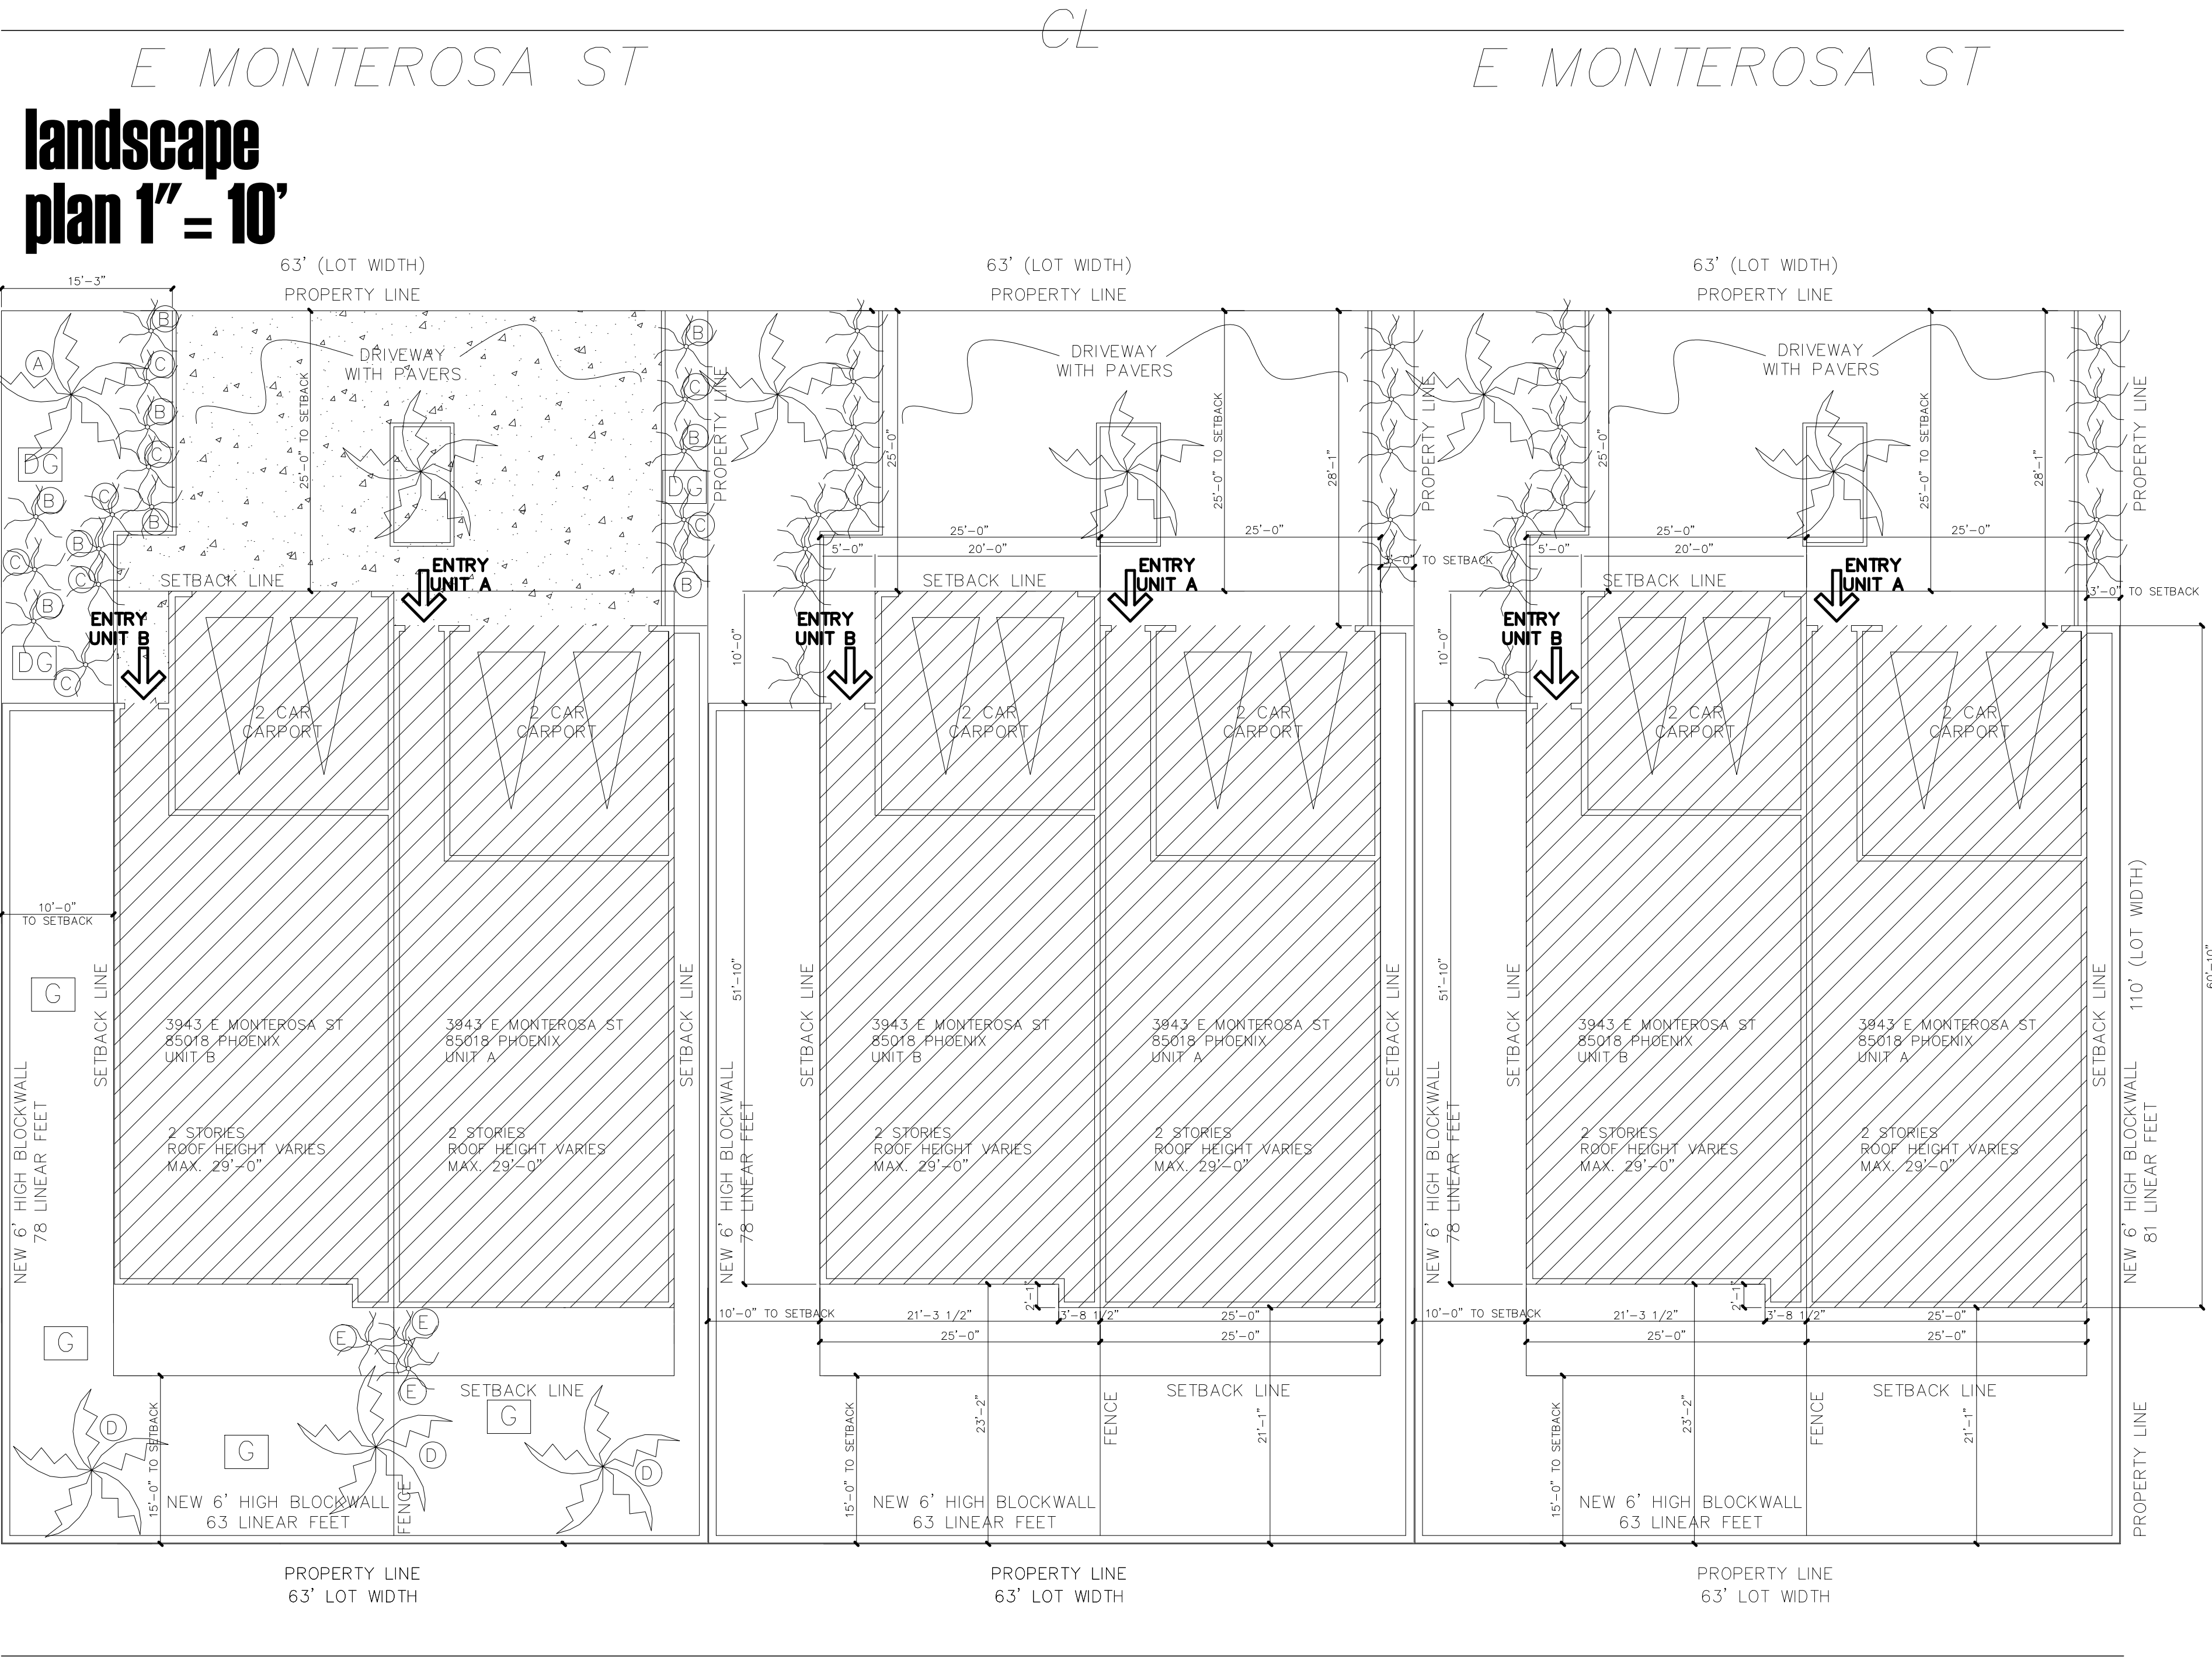 CL
E MONTEROSA ST
E MONTEROSA ST
landscape
plan 1"= 10'
63' (LOT WIDTH)
63' (LOT WIDTH)
63' (LOT WIDTH)
15'-3"
PROPERTY LINE
PROPERTY LINE
PROPERTY LINE
A
B
C
B
C
B
DG
B
C
B
C
C
B
DG
C
DRIVEWAY
WITH PAVERS
25'-0" TO SETBACK
B
C
B
DG
C
B
PROPERTY LINE
SETBACK LINE
ENTRY
UNIT A
ENTRY
UNIT B
2 CAR
CARPORT
2 CAR
CARPORT
10'-0"
TO SETBACK
SETBACK LINE
G
NEW 6' HIGH BLOCKWALL
78 LINEAR FEET
3943 E MONTEROSA ST
85018 PHOENIX
UNIT B
3943 E MONTEROSA ST
85018 PHOENIX
UNIT A
2 STORIES
ROOF HEIGHT VARIES
MAX. 29'-0"
2 STORIES
ROOF HEIGHT VARIES
MAX. 29'-0"
SETBACK LINE
G
E
E
E
SETBACK LINE
G
D
G
D
D
15'-0" TO SETBACK
FENCE
NEW 6' HIGH BLOCKWALL
63 LINEAR FEET
PROPERTY LINE
63' LOT WIDTH
DRIVEWAY
WITH PAVERS
25'-0"
25'-0" TO SETBACK
28'-1"
PROPERTY LINE
25'-0"
25'-0"
5'-0"
20'-0"
3'-0" TO SETBACK
SETBACK LINE
ENTRY
UNIT A
ENTRY
UNIT B
10'-0"
2 CAR
CARPORT
2 CAR
CARPORT
51'-10"
SETBACK LINE
SETBACK LINE
NEW 6' HIGH BLOCKWALL
78 LINEAR FEET
3943 E MONTEROSA ST
85018 PHOENIX
UNIT B
3943 E MONTEROSA ST
85018 PHOENIX
UNIT A
2 STORIES
ROOF HEIGHT VARIES
MAX. 29'-0"
2 STORIES
ROOF HEIGHT VARIES
MAX. 29'-0"
2'-1"
10'-0" TO SETBACK
21'-3 1/2"
3'-8 1/2"
25'-0"
25'-0"
25'-0"
SETBACK LINE
15'-0" TO SETBACK
23'-2"
FENCE
21'-1"
NEW 6' HIGH BLOCKWALL
63 LINEAR FEET
PROPERTY LINE
63' LOT WIDTH
DRIVEWAY
WITH PAVERS
25'-0"
25'-0" TO SETBACK
28'-1"
PROPERTY LINE
25'-0"
25'-0"
5'-0"
20'-0"
3'-0" TO SETBACK
SETBACK LINE
ENTRY
UNIT A
ENTRY
UNIT B
10'-0"
2 CAR
CARPORT
2 CAR
CARPORT
51'-10"
SETBACK LINE
SETBACK LINE
NEW 6' HIGH BLOCKWALL
78 LINEAR FEET
110' (LOT WIDTH)
60'-10"
NEW 6' HIGH BLOCKWALL
81 LINEAR FEET
3943 E MONTEROSA ST
85018 PHOENIX
UNIT B
3943 E MONTEROSA ST
85018 PHOENIX
UNIT A
2 STORIES
ROOF HEIGHT VARIES
MAX. 29'-0"
2 STORIES
ROOF HEIGHT VARIES
MAX. 29'-0"
2'-1"
10'-0" TO SETBACK
21'-3 1/2"
3'-8 1/2"
25'-0"
25'-0"
25'-0"
SETBACK LINE
15'-0" TO SETBACK
23'-2"
FENCE
21'-1"
PROPERTY LINE
NEW 6' HIGH BLOCKWALL
63 LINEAR FEET
PROPERTY LINE
63' LOT WIDTH